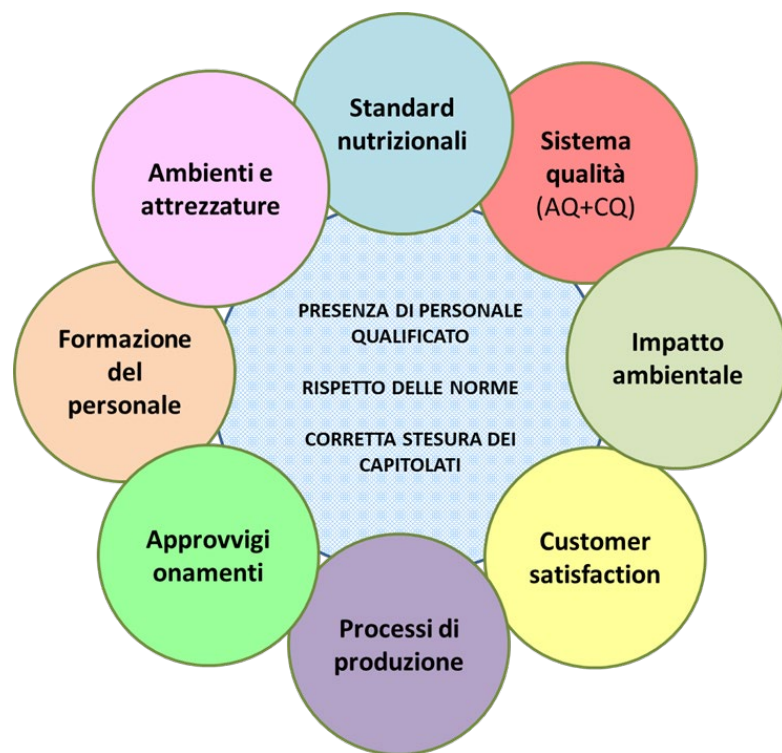 Standard
nutrizionali
Sistema
qualità
(AQ+CQ)
Impatto
ambientale
Customer
satisfaction
Processi di
produzione
Approvvigi
onamenti
Formazione
del
personale
Ambienti e
attrezzature
PRESENZA DI PERSONALE
QUALIFICATO
RISPETTO DELLE NORME
CORRETTA STESURA DEI
CAPITOLATI